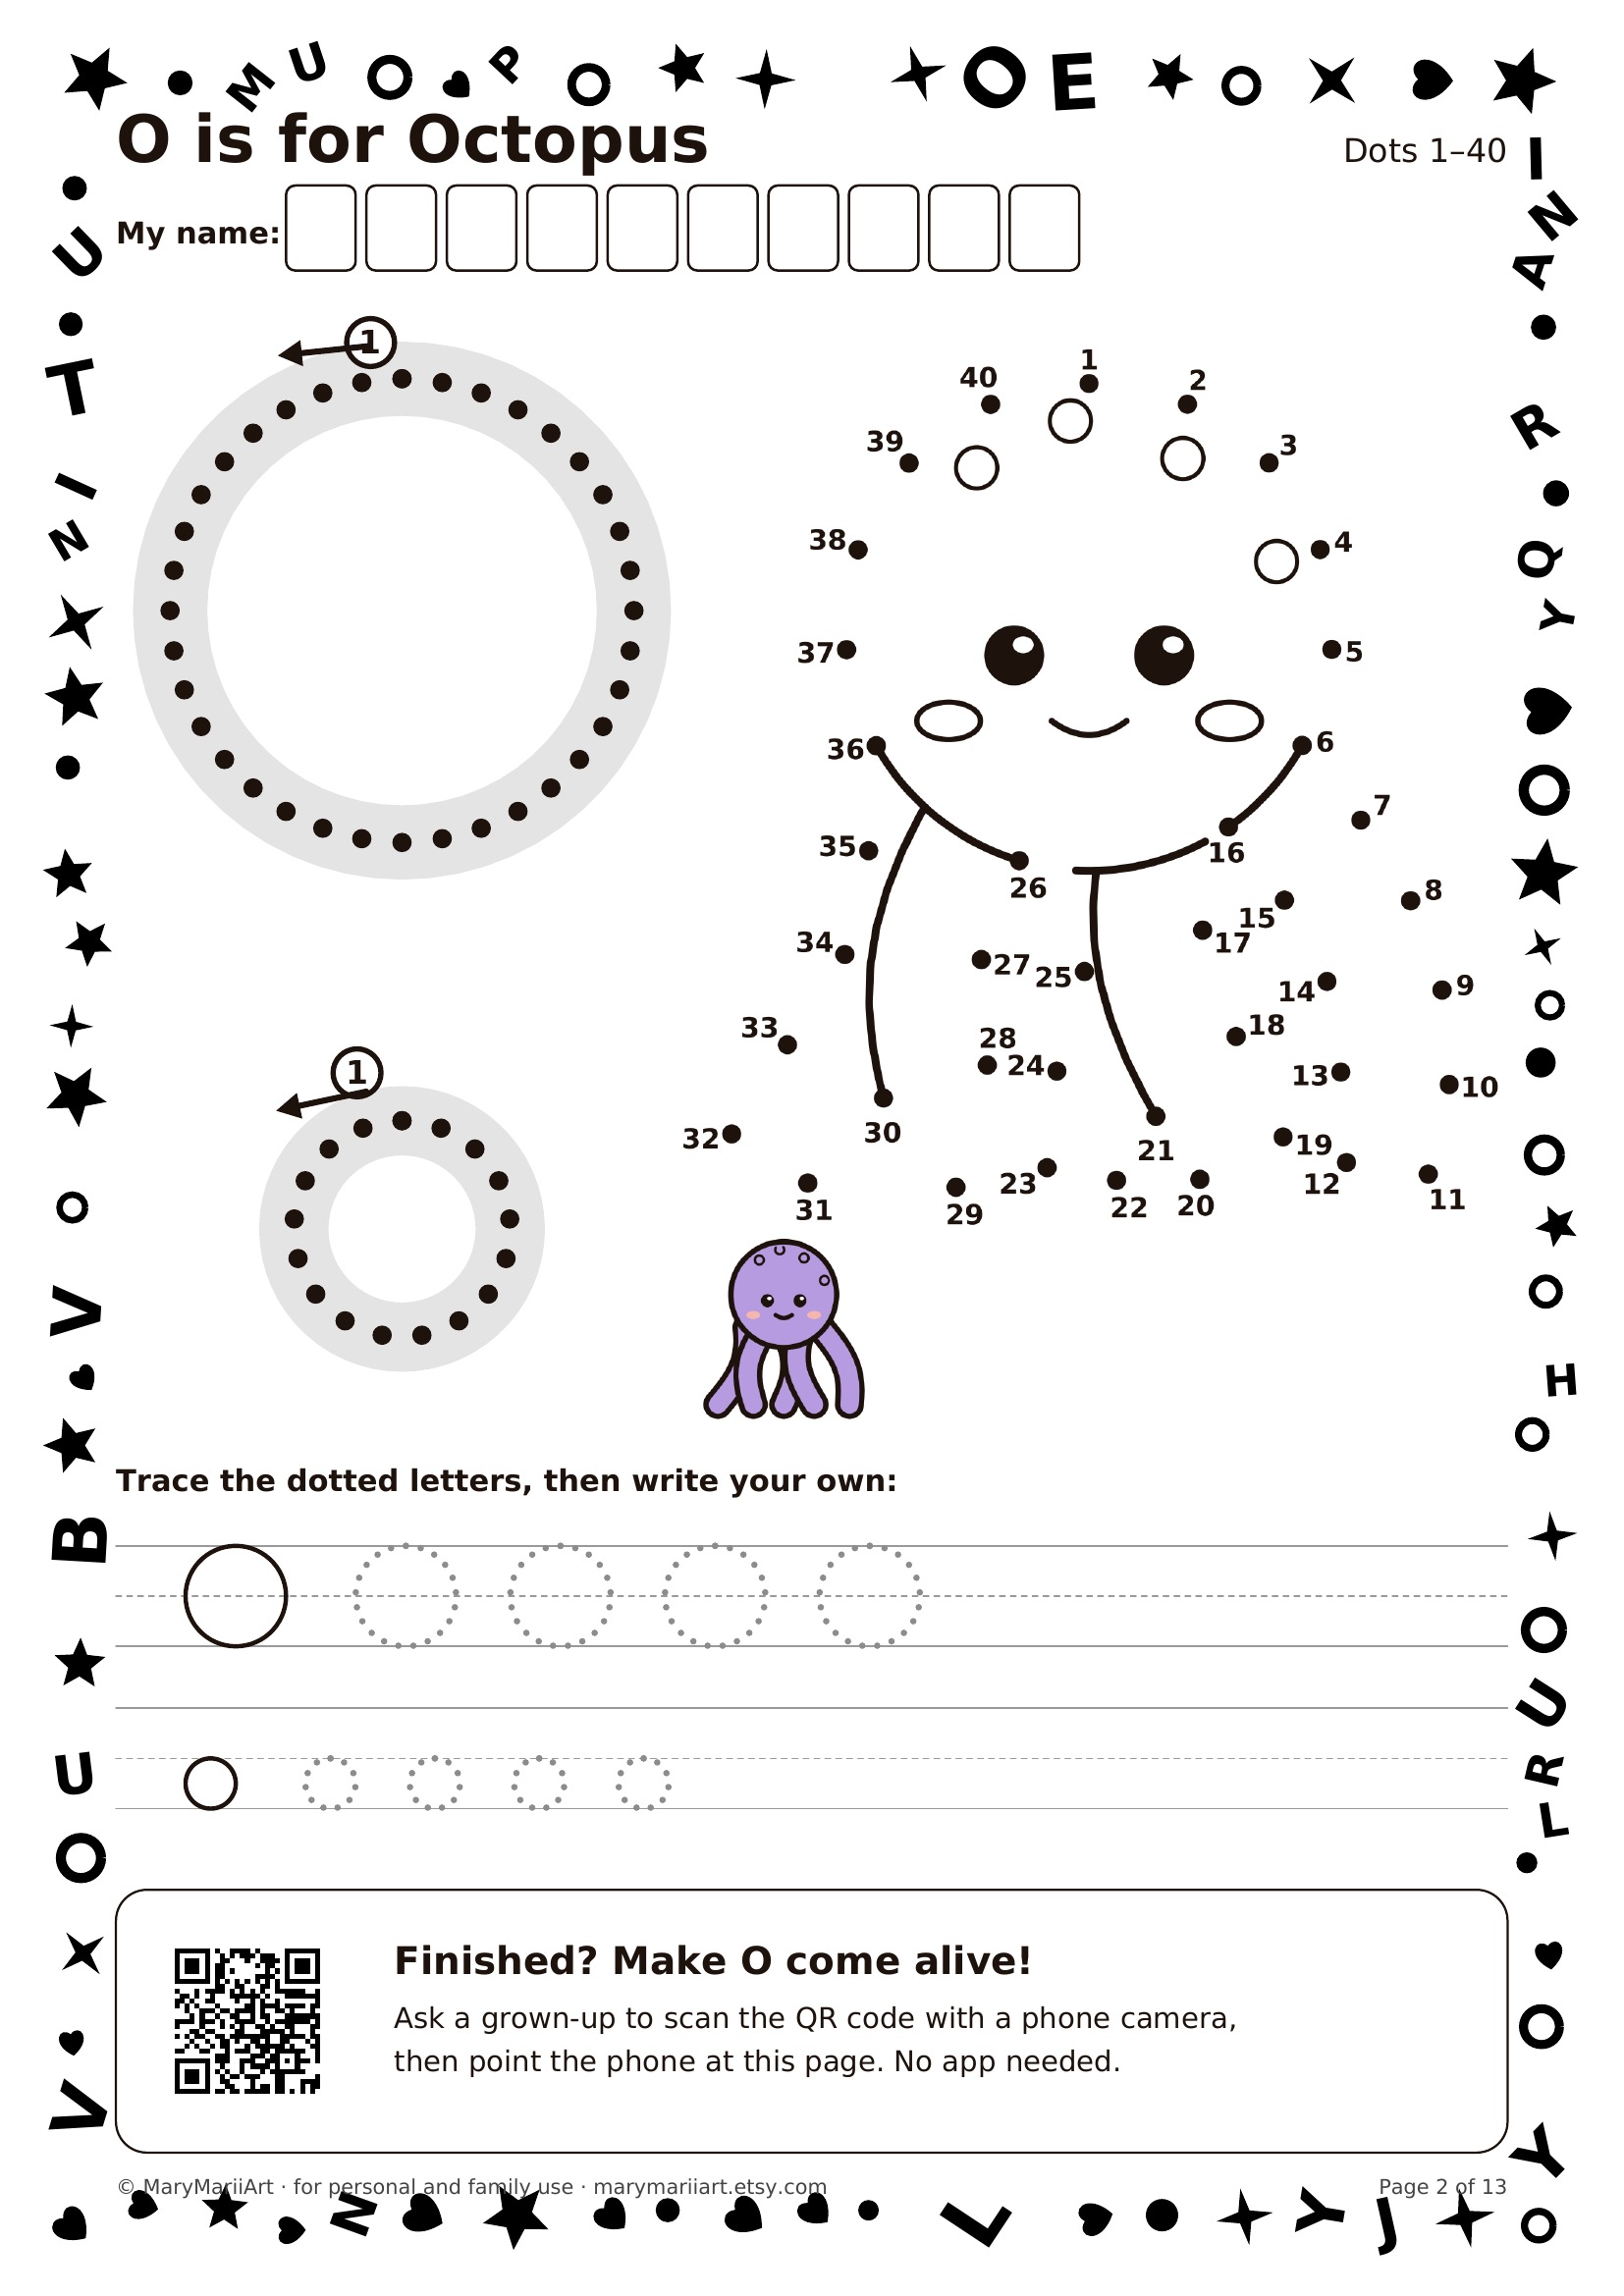 M U O P O O E O
O is for Octopus
Dots 1–40
My name:
1
40 1 2
39 3
38 4
37 5
36 6
7
35 16
26 8
15
17
34 27 25 9
14
33 28 18
24 13 10
32 30 21 19
31 29 23 22 20 12 11
1
Trace the dotted letters, then write your own:
O O O O O
o o o o o
Finished? Make O come alive!
Ask a grown-up to scan the QR code with a phone camera,
then point the phone at this page. No app needed.
© MaryMariiArt · for personal and family use · marymariiart.etsy.com
Page 2 of 13
U
T
I
N
O
V
B
U
O
V
I
N
A
R
Q
Y
O
O
O
O
H
O
O
U
R
L
O
Y
O
N L Y J